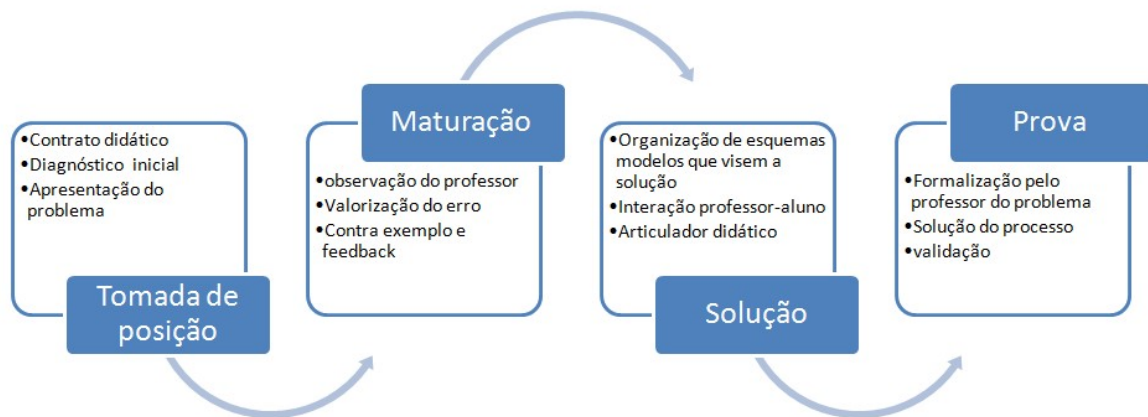 •Contrato didático
•Diagnóstico inicial
•Apresentação do
problema
Tomada de
posição
Maturação
•observação do professor
•Valorização do erro
•Contra exemplo e
feedback
•Organização de esquemas
modelos que visem a
solução
•Interação professor-aluno
•Articulador didático
Solução
Prova
•Formalização pelo
professor do problema
•Solução do processo
•validação